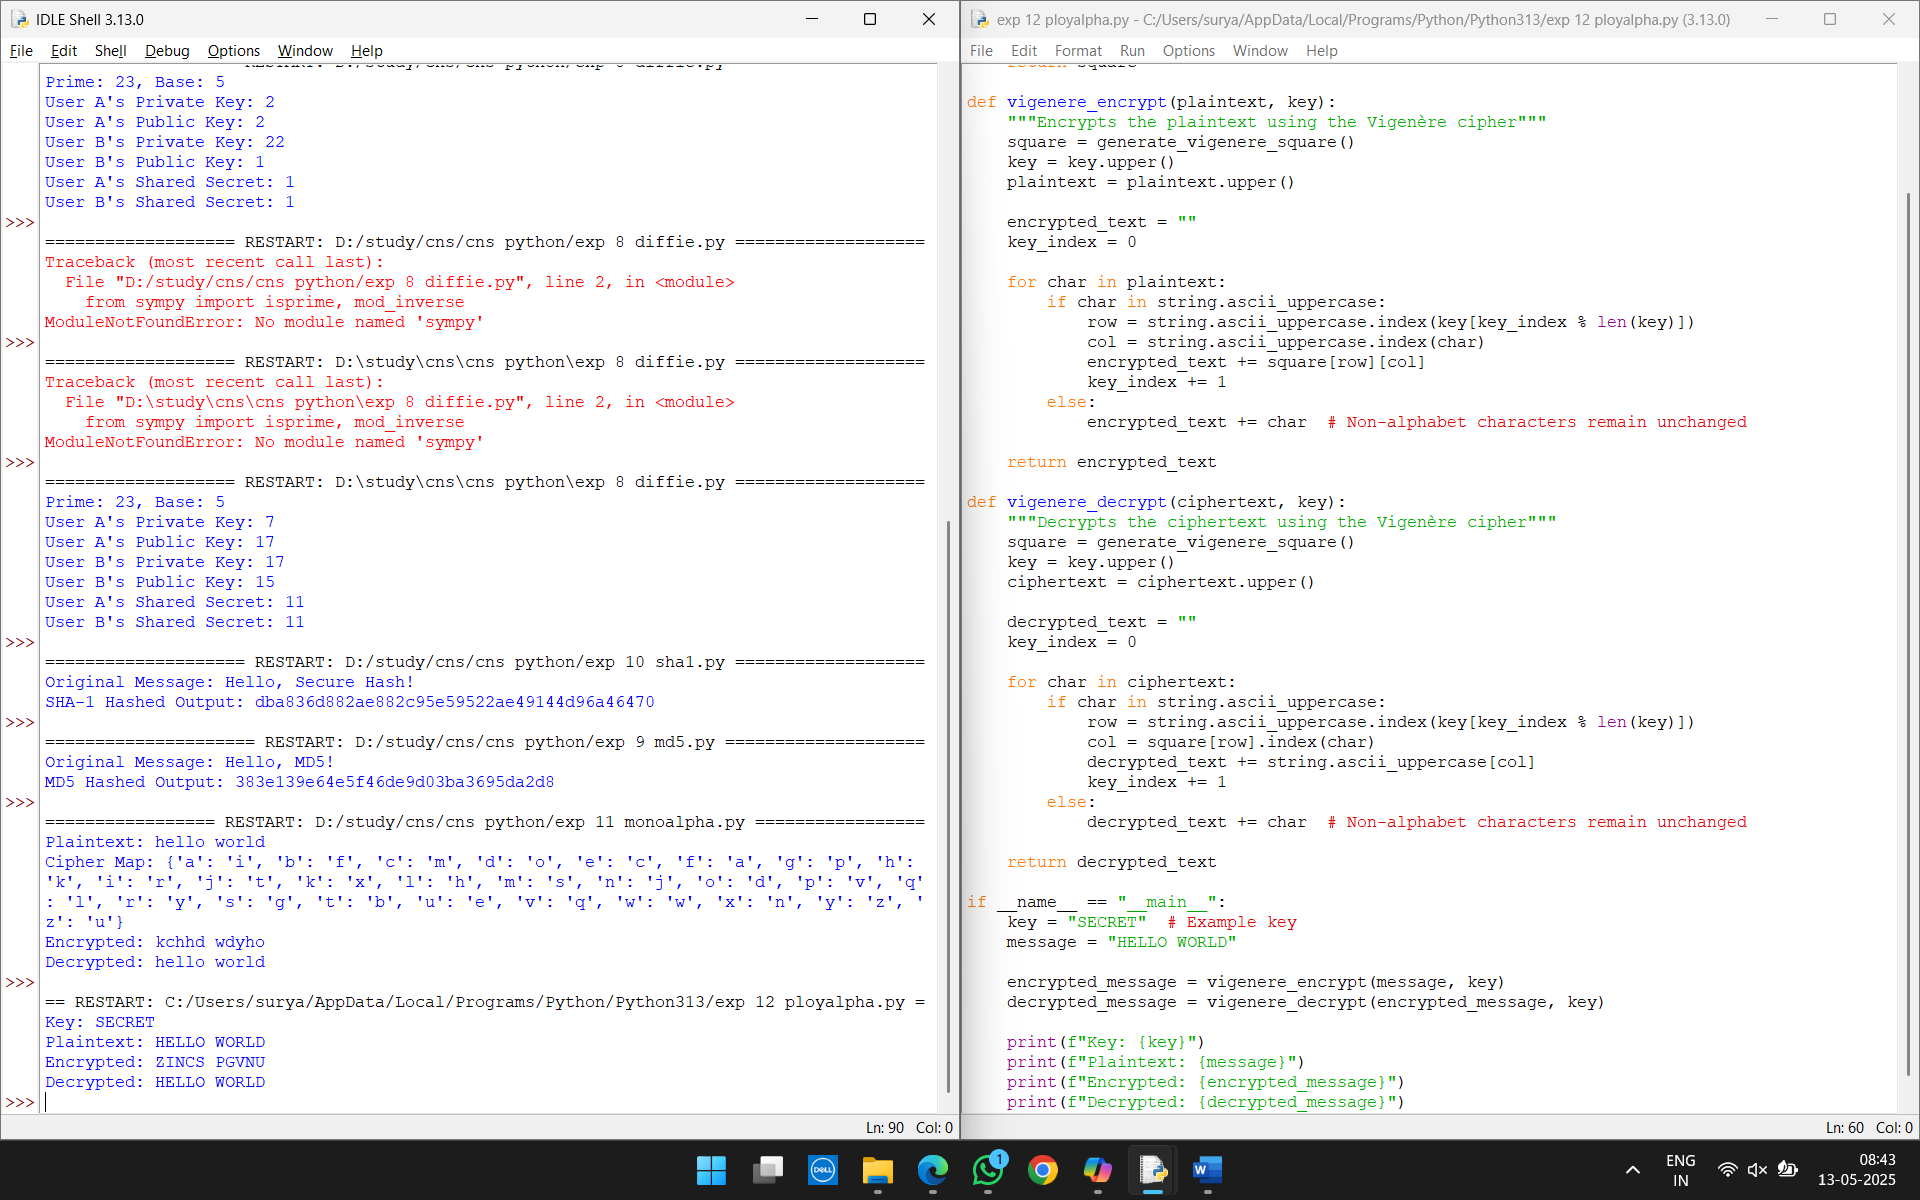 IDLE Shell 3.13.0
File Edit Shell Debug Options Window Help
Prime: 23, Base: 5
User A's Private Key: 2
User A's Public Key: 2
User B's Private Key: 22
User B's Public Key: 1
User A's Shared Secret: 1
User B's Shared Secret: 1
>>>
=================== RESTART: D:/study/cns/cns python/exp 8 diffie.py ===================
Traceback (most recent call last):
  File "D:/study/cns/cns python/exp 8 diffie.py", line 2, in <module>
    from sympy import isprime, mod_inverse
ModuleNotFoundError: No module named 'sympy'
>>>
=================== RESTART: D:\study\cns\cns python\exp 8 diffie.py ===================
Traceback (most recent call last):
  File "D:\study\cns\cns python\exp 8 diffie.py", line 2, in <module>
    from sympy import isprime, mod_inverse
ModuleNotFoundError: No module named 'sympy'
>>>
=================== RESTART: D:\study\cns\cns python\exp 8 diffie.py ===================
Prime: 23, Base: 5
User A's Private Key: 7
User A's Public Key: 17
User B's Private Key: 17
User B's Public Key: 15
User A's Shared Secret: 11
User B's Shared Secret: 11
>>>
==================== RESTART: D:/study/cns/cns python/exp 10 sha1.py ===================
Original Message: Hello, Secure Hash!
SHA-1 Hashed Output: dba836d882ae882c95e59522ae49144d96a46470
>>>
===================== RESTART: D:/study/cns/cns python/exp 9 md5.py ====================
Original Message: Hello, MD5!
MD5 Hashed Output: 383e139e64e5f46de9d03ba3695da2d8
>>>
================= RESTART: D:/study/cns/cns python/exp 11 monoalpha.py =================
Plaintext: hello world
Cipher Map: {'a': 'i', 'b': 'f', 'c': 'm', 'd': 'o', 'e': 'c', 'f': 'a', 'g': 'p', 'h':
'k', 'i': 'r', 'j': 't', 'k': 'x', 'l': 'h', 'm': 's', 'n': 'j', 'o': 'd', 'p': 'v', 'q'
: 'l', 'r': 'y', 's': 'g', 't': 'b', 'u': 'e', 'v': 'q', 'w': 'w', 'x': 'n', 'y': 'z', '
z': 'u'}
Encrypted: kchhd wdyho
Decrypted: hello world
>>>
== RESTART: C:/Users/surya/AppData/Local/Programs/Python/Python313/exp 12 ployalpha.py =
Key: SECRET
Plaintext: HELLO WORLD
Encrypted: ZINCS PGVNU
Decrypted: HELLO WORLD
>>>
Ln: 90 Col: 0
exp 12 ployalpha.py - C:/Users/surya/AppData/Local/Programs/Python/Python313/exp 12 ployalpha.py (3.13.0)
File Edit Format Run Options Window Help
    return square
def vigenere_encrypt(plaintext, key):
    """Encrypts the plaintext using the Vigenère cipher"""
    square = generate_vigenere_square()
    key = key.upper()
    plaintext = plaintext.upper()
    encrypted_text = ""
    key_index = 0
    for char in plaintext:
        if char in string.ascii_uppercase:
            row = string.ascii_uppercase.index(key[key_index % len(key)])
            col = string.ascii_uppercase.index(char)
            encrypted_text += square[row][col]
            key_index += 1
        else:
            encrypted_text += char  # Non-alphabet characters remain unchanged
    return encrypted_text
def vigenere_decrypt(ciphertext, key):
    """Decrypts the ciphertext using the Vigenère cipher"""
    square = generate_vigenere_square()
    key = key.upper()
    ciphertext = ciphertext.upper()
    decrypted_text = ""
    key_index = 0
    for char in ciphertext:
        if char in string.ascii_uppercase:
            row = string.ascii_uppercase.index(key[key_index % len(key)])
            col = square[row].index(char)
            decrypted_text += string.ascii_uppercase[col]
            key_index += 1
        else:
            decrypted_text += char  # Non-alphabet characters remain unchanged
    return decrypted_text
if __name__ == "__main__":
    key = "SECRET"  # Example key
    message = "HELLO WORLD"
    encrypted_message = vigenere_encrypt(message, key)
    decrypted_message = vigenere_decrypt(encrypted_message, key)
    print(f"Key: {key}")
    print(f"Plaintext: {message}")
    print(f"Encrypted: {encrypted_message}")
    print(f"Decrypted: {decrypted_message}")
Ln: 60 Col: 0
DELL
1
W
ENG
IN
08:43
13-05-2025